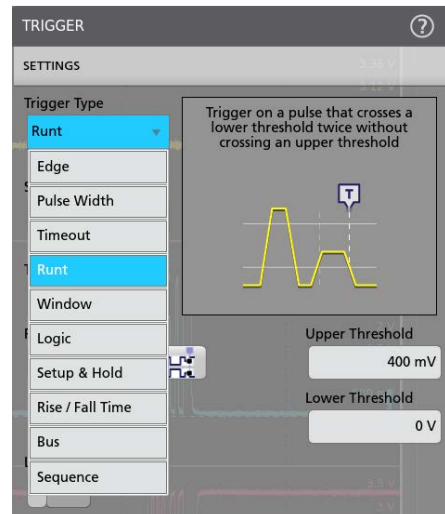 TRIGGER
?
SETTINGS
Trigger Type
Runt
Edge
Pulse Width
Timeout
Runt
Window
Logic
Setup & Hold
Rise / Fall Time
Bus
Sequence
Trigger on a pulse that crosses a
lower threshold twice without
crossing an upper threshold
T
Upper Threshold
400 mV
Lower Threshold
0 V